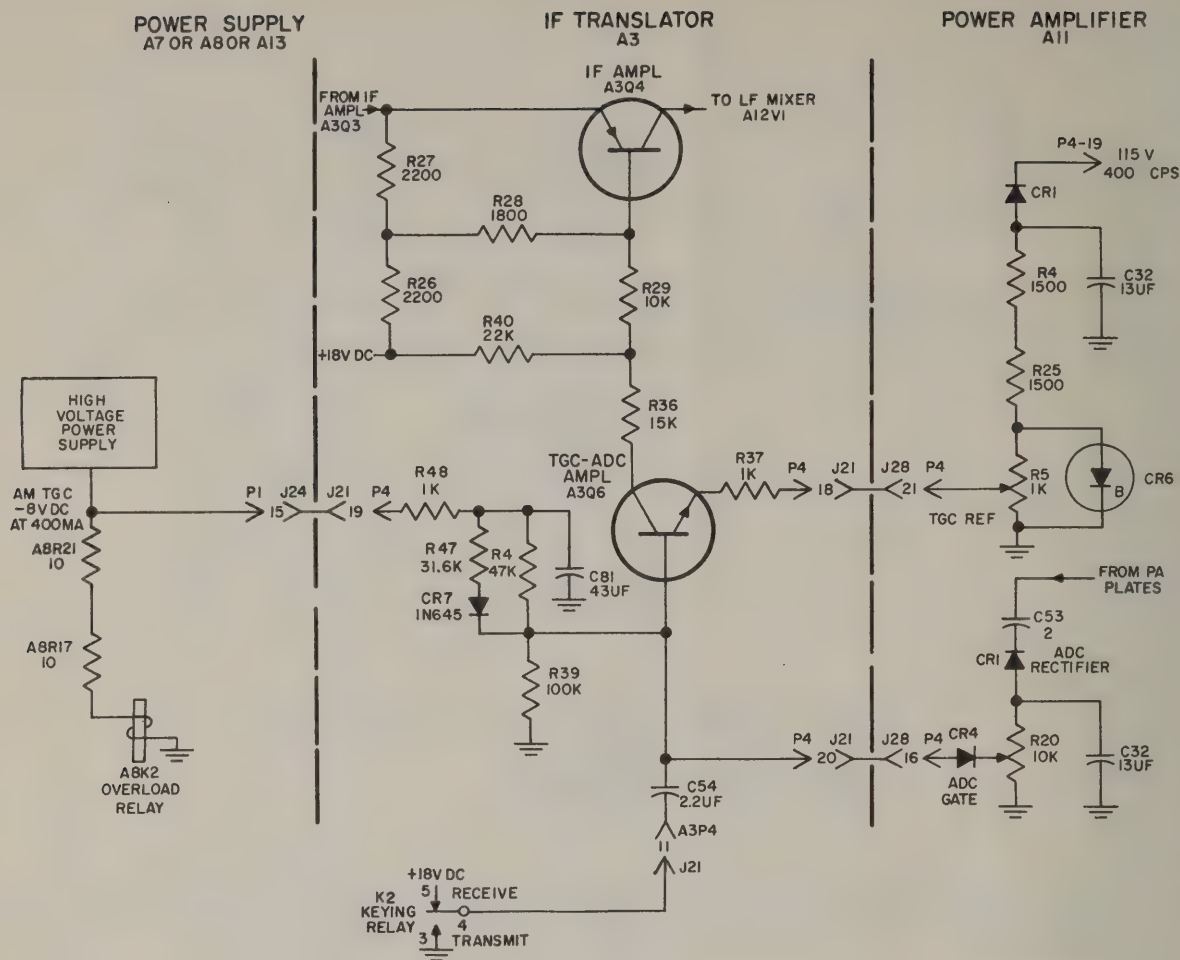 POWER SUPPLY
A7 OR A8 OR A13
IF TRANSLATOR
A3
POWER AMPLIFIER
A11
IF AMPL
A3Q4
FROM IF
AMPL
A3Q3
TO LF MIXER
A12V1
P4-19
115 V
400 CPS
CR1
R27
2200
R28
1800
R26
2200
R29
10K
R40
22K
+18V DC
R4
1500
C32
13UF
R25
1500
HIGH
VOLTAGE
POWER
SUPPLY
R36
15K
AM TGC
-8V DC
AT 400MA
P1
J24
J21
P4
15
19
R48
1K
TGC-ADC
AMPL
A3Q6
R37
1K
P4
J21
J28
P4
18
21
R5
1K
TGC REF
B
CR6
A8R21
10
R47
31.6K
R4
47K
C81
43UF
CR7
1N645
FROM PA
PLATES
C53
2
A8R17
10
R39
100K
CR1
ADC
RECTIFIER
P4
J21
J28
P4
CR4
20
16
ADC
GATE
R20
10K
C32
13UF
A8K2
OVERLOAD
RELAY
C54
2.2UF
A3P4
11
J21
+18V DC
5
RECEIVE
K2
KEYING
RELAY
4
3
TRANSMIT